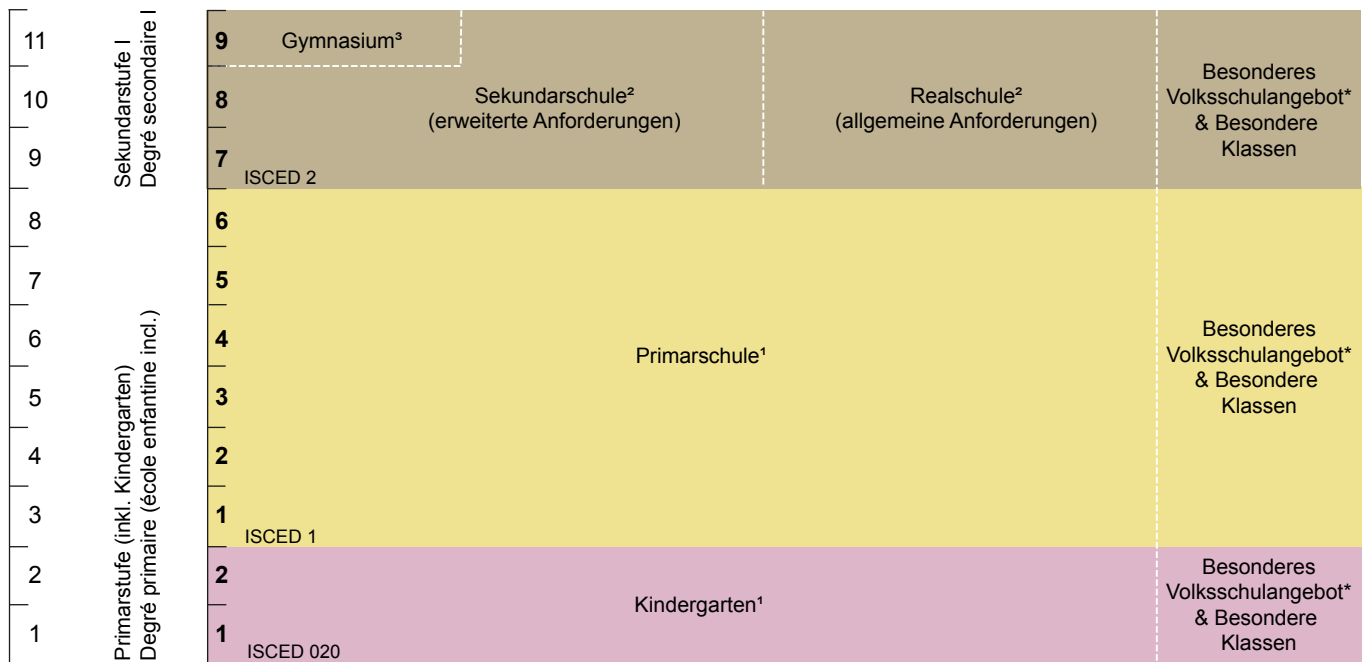 11
10
9
8
7
6
5
4
3
2
1
Sekundarstufe I
Degré secondaire I
Primarstufe (inkl. Kindergarten)
Degré primaire (école enfantine incl.)
9
8
7
ISCED 2
6
5
4
3
2
1
ISCED 1
2
1
ISCED 020
Gymnasium³
Sekundarschule²
(erweiterte Anforderungen)
Realschule²
(allgemeine Anforderungen)
Besonderes
Volksschulangebot*
& Besondere
Klassen
Primarschule¹
Besonderes
Volksschulangebot*
& Besondere
Klassen
Kindergarten¹
Besonderes
Volksschulangebot*
& Besondere
Klassen